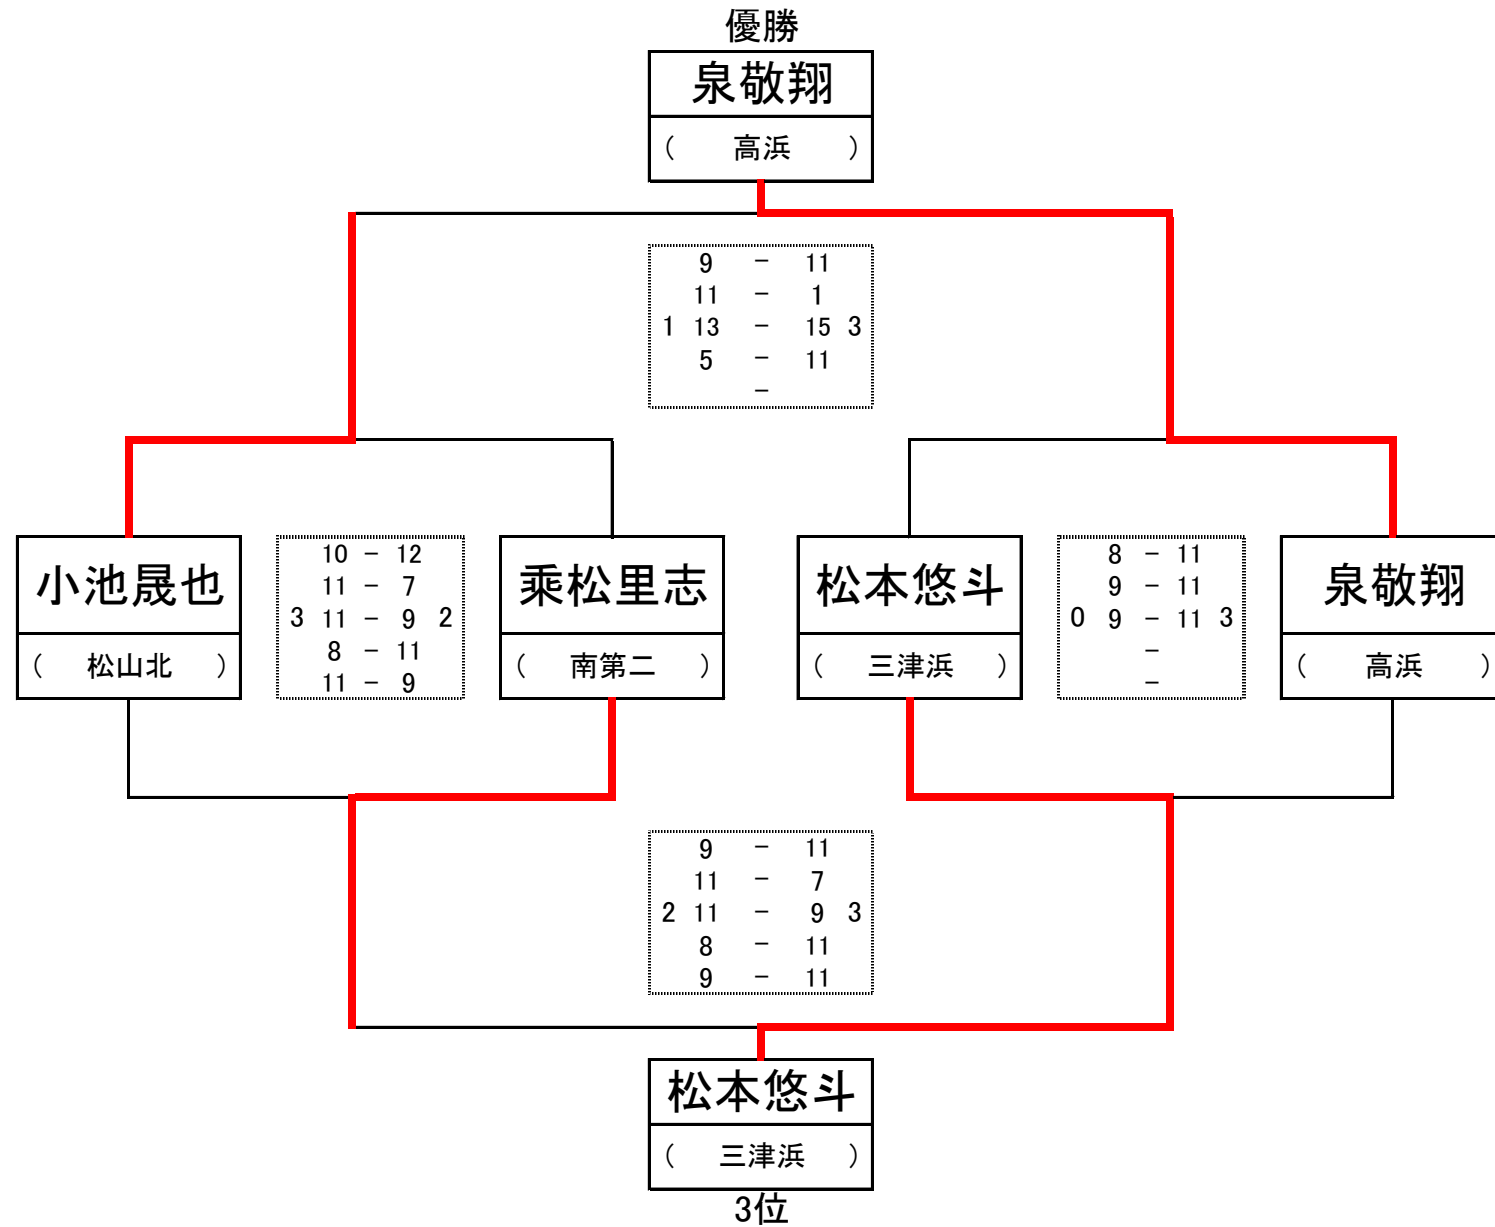 優勝
泉敬翔
( 高浜 )
9 - 11
11 - 1
1 13 - 15 3
5 - 11
-
小池晟也
( 松山北 )
10 - 12
11 - 7
3 11 - 9 2
8 - 11
11 - 9
乘松里志
( 南第二 )
松本悠斗
( 三津浜 )
8 - 11
9 - 11
0 9 - 11 3
-
-
泉敬翔
( 高浜 )
9 - 11
11 - 7
2 11 - 9 3
8 - 11
9 - 11
松本悠斗
( 三津浜 )
3位